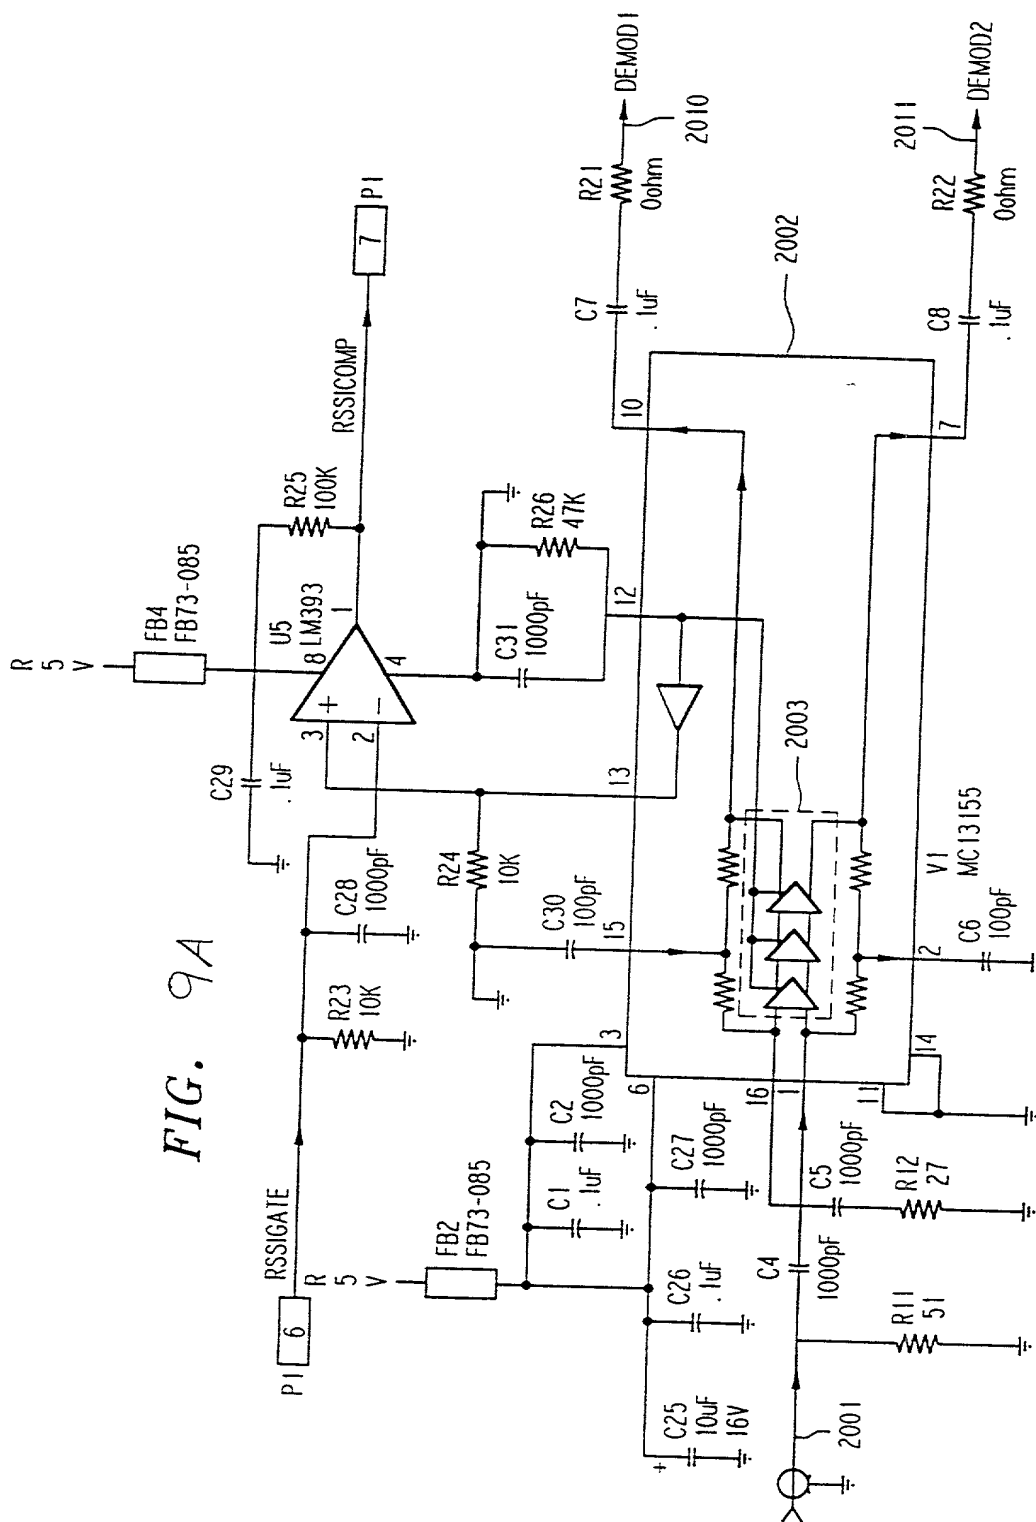 FIG. 9A
R
5
V
FB4
FB73-085
C29
.1uF
U5
LM393
8
3
+
2
−
1
4
R25
100K
RSSICOMP
7
P1
P1
6
RSSIGATE
R23
10K
C28
1000pF
R24
10K
C30
100pF
15
13
C31
1000pF
R26
47K
12
R
5
V
FB2
FB73-085
C1
.1uF
C2
1000pF
3
6
+
C25
10uF
16V
C26
.1uF
C27
1000pF
10
C7
.1uF
R21
0ohm
DEMOD1
2010
2002
2003
2001
R11
51
C4
1000pF
C5
1000pF
R12
27
16
1
11
14
2
C6
100pF
V1
MC13155
7
C8
.1uF
R22
0ohm
2011
DEMOD2